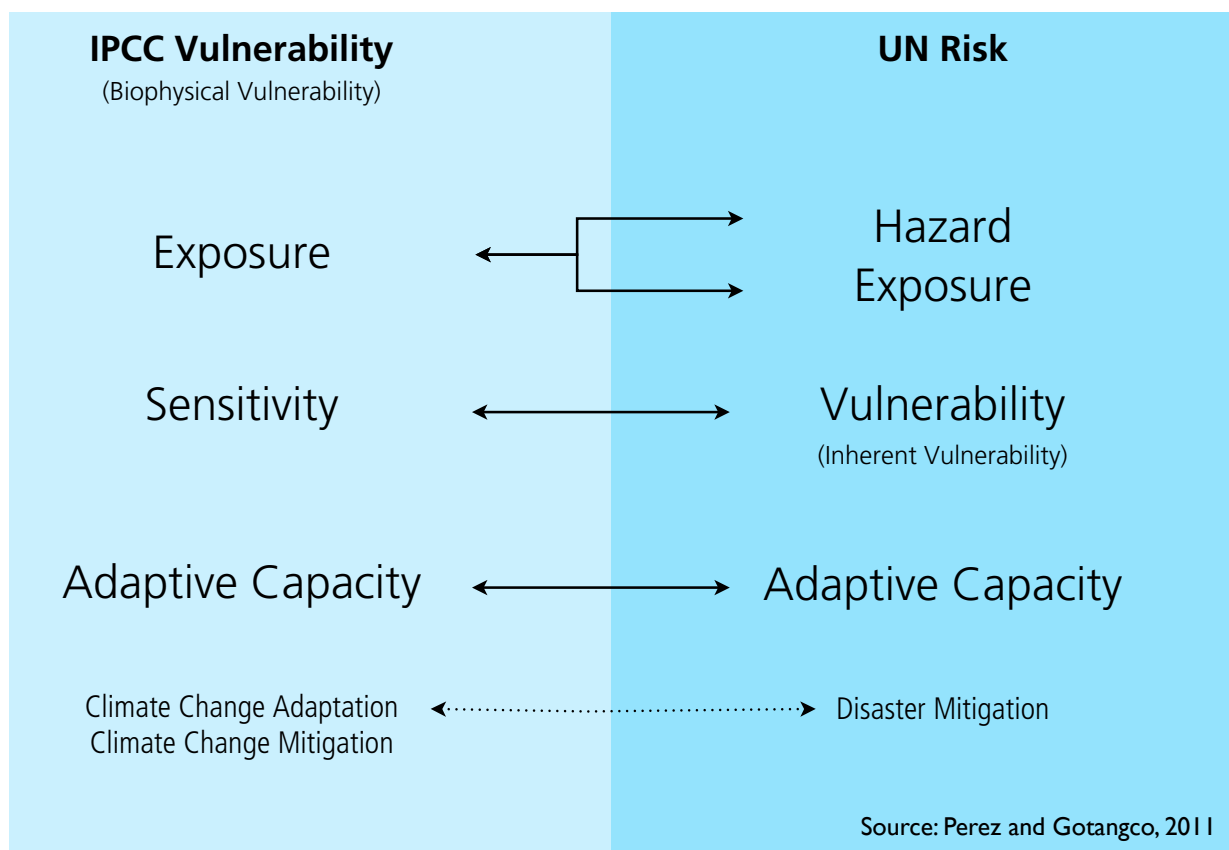 IPCC Vulnerability
(Biophysical Vulnerability)
UN Risk
Exposure
Hazard
Exposure
Sensitivity
Vulnerability
(Inherent Vulnerability)
Adaptive Capacity
Adaptive Capacity
Climate Change Adaptation
Climate Change Mitigation
Disaster Mitigation
Source: Perez and Gotangco, 2011